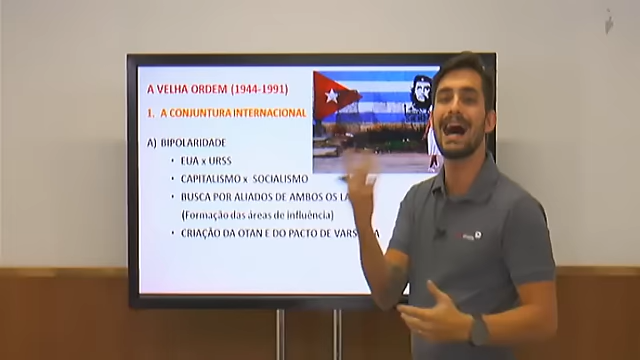 A VELHA ORDEM (1944-1991)
1. A CONJUNTURA INTERNACIONAL
A) BIPOLARIDADE
• EUA x URSS
• CAPITALISMO x SOCIALISMO
• BUSCA POR ALIADOS DE AMBOS OS
(Formação das áreas de influência)
• CRIAÇÃO DA OTAN E DO PACTO DE